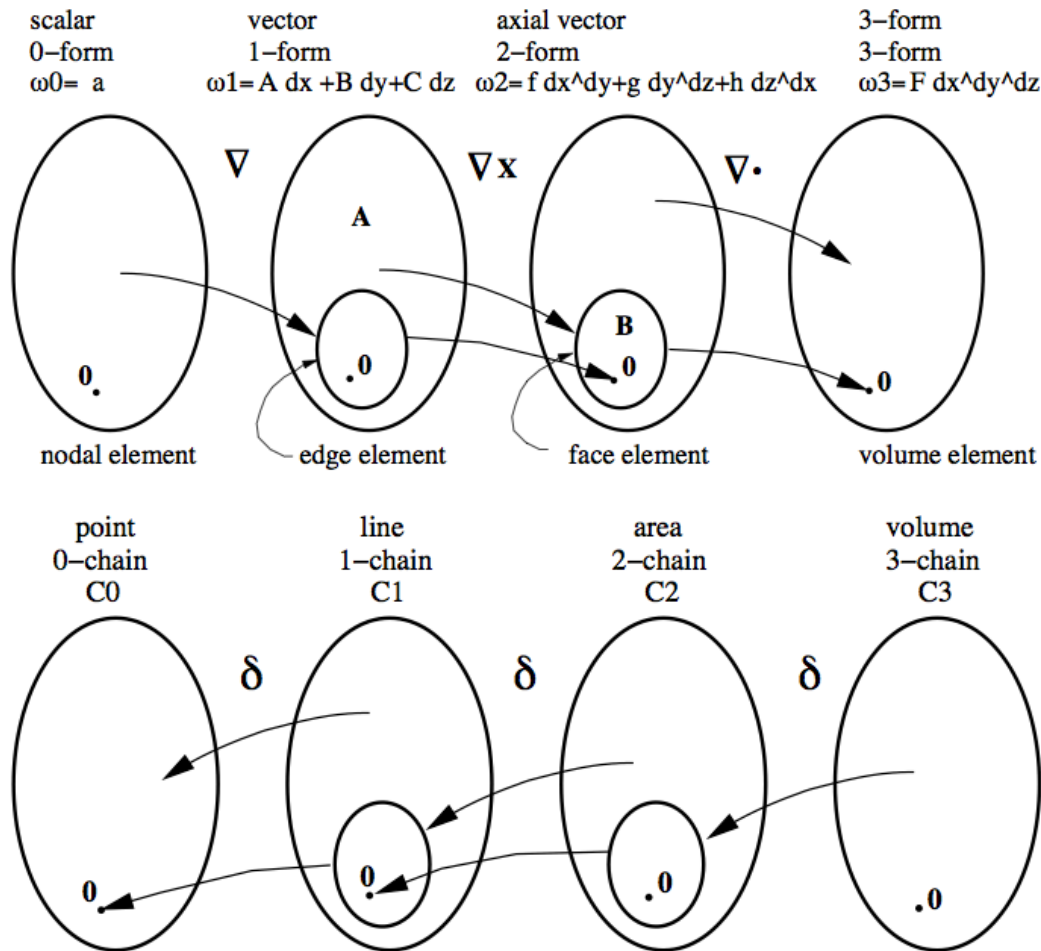 scalar
0−form
ω0= a
vector
1−form
ω1= A dx +B dy+C dz
axial vector
2−form
ω2= f dx^dy+g dy^dz+h dz^dx
3−form
3−form
ω3= F dx^dy^dz
∇
∇x
∇•
A
B
0
0
0
0
nodal element
edge element
face element
volume element
point
0−chain
C0
line
1−chain
C1
area
2−chain
C2
volume
3−chain
C3
δ
δ
δ
0
0
0
0